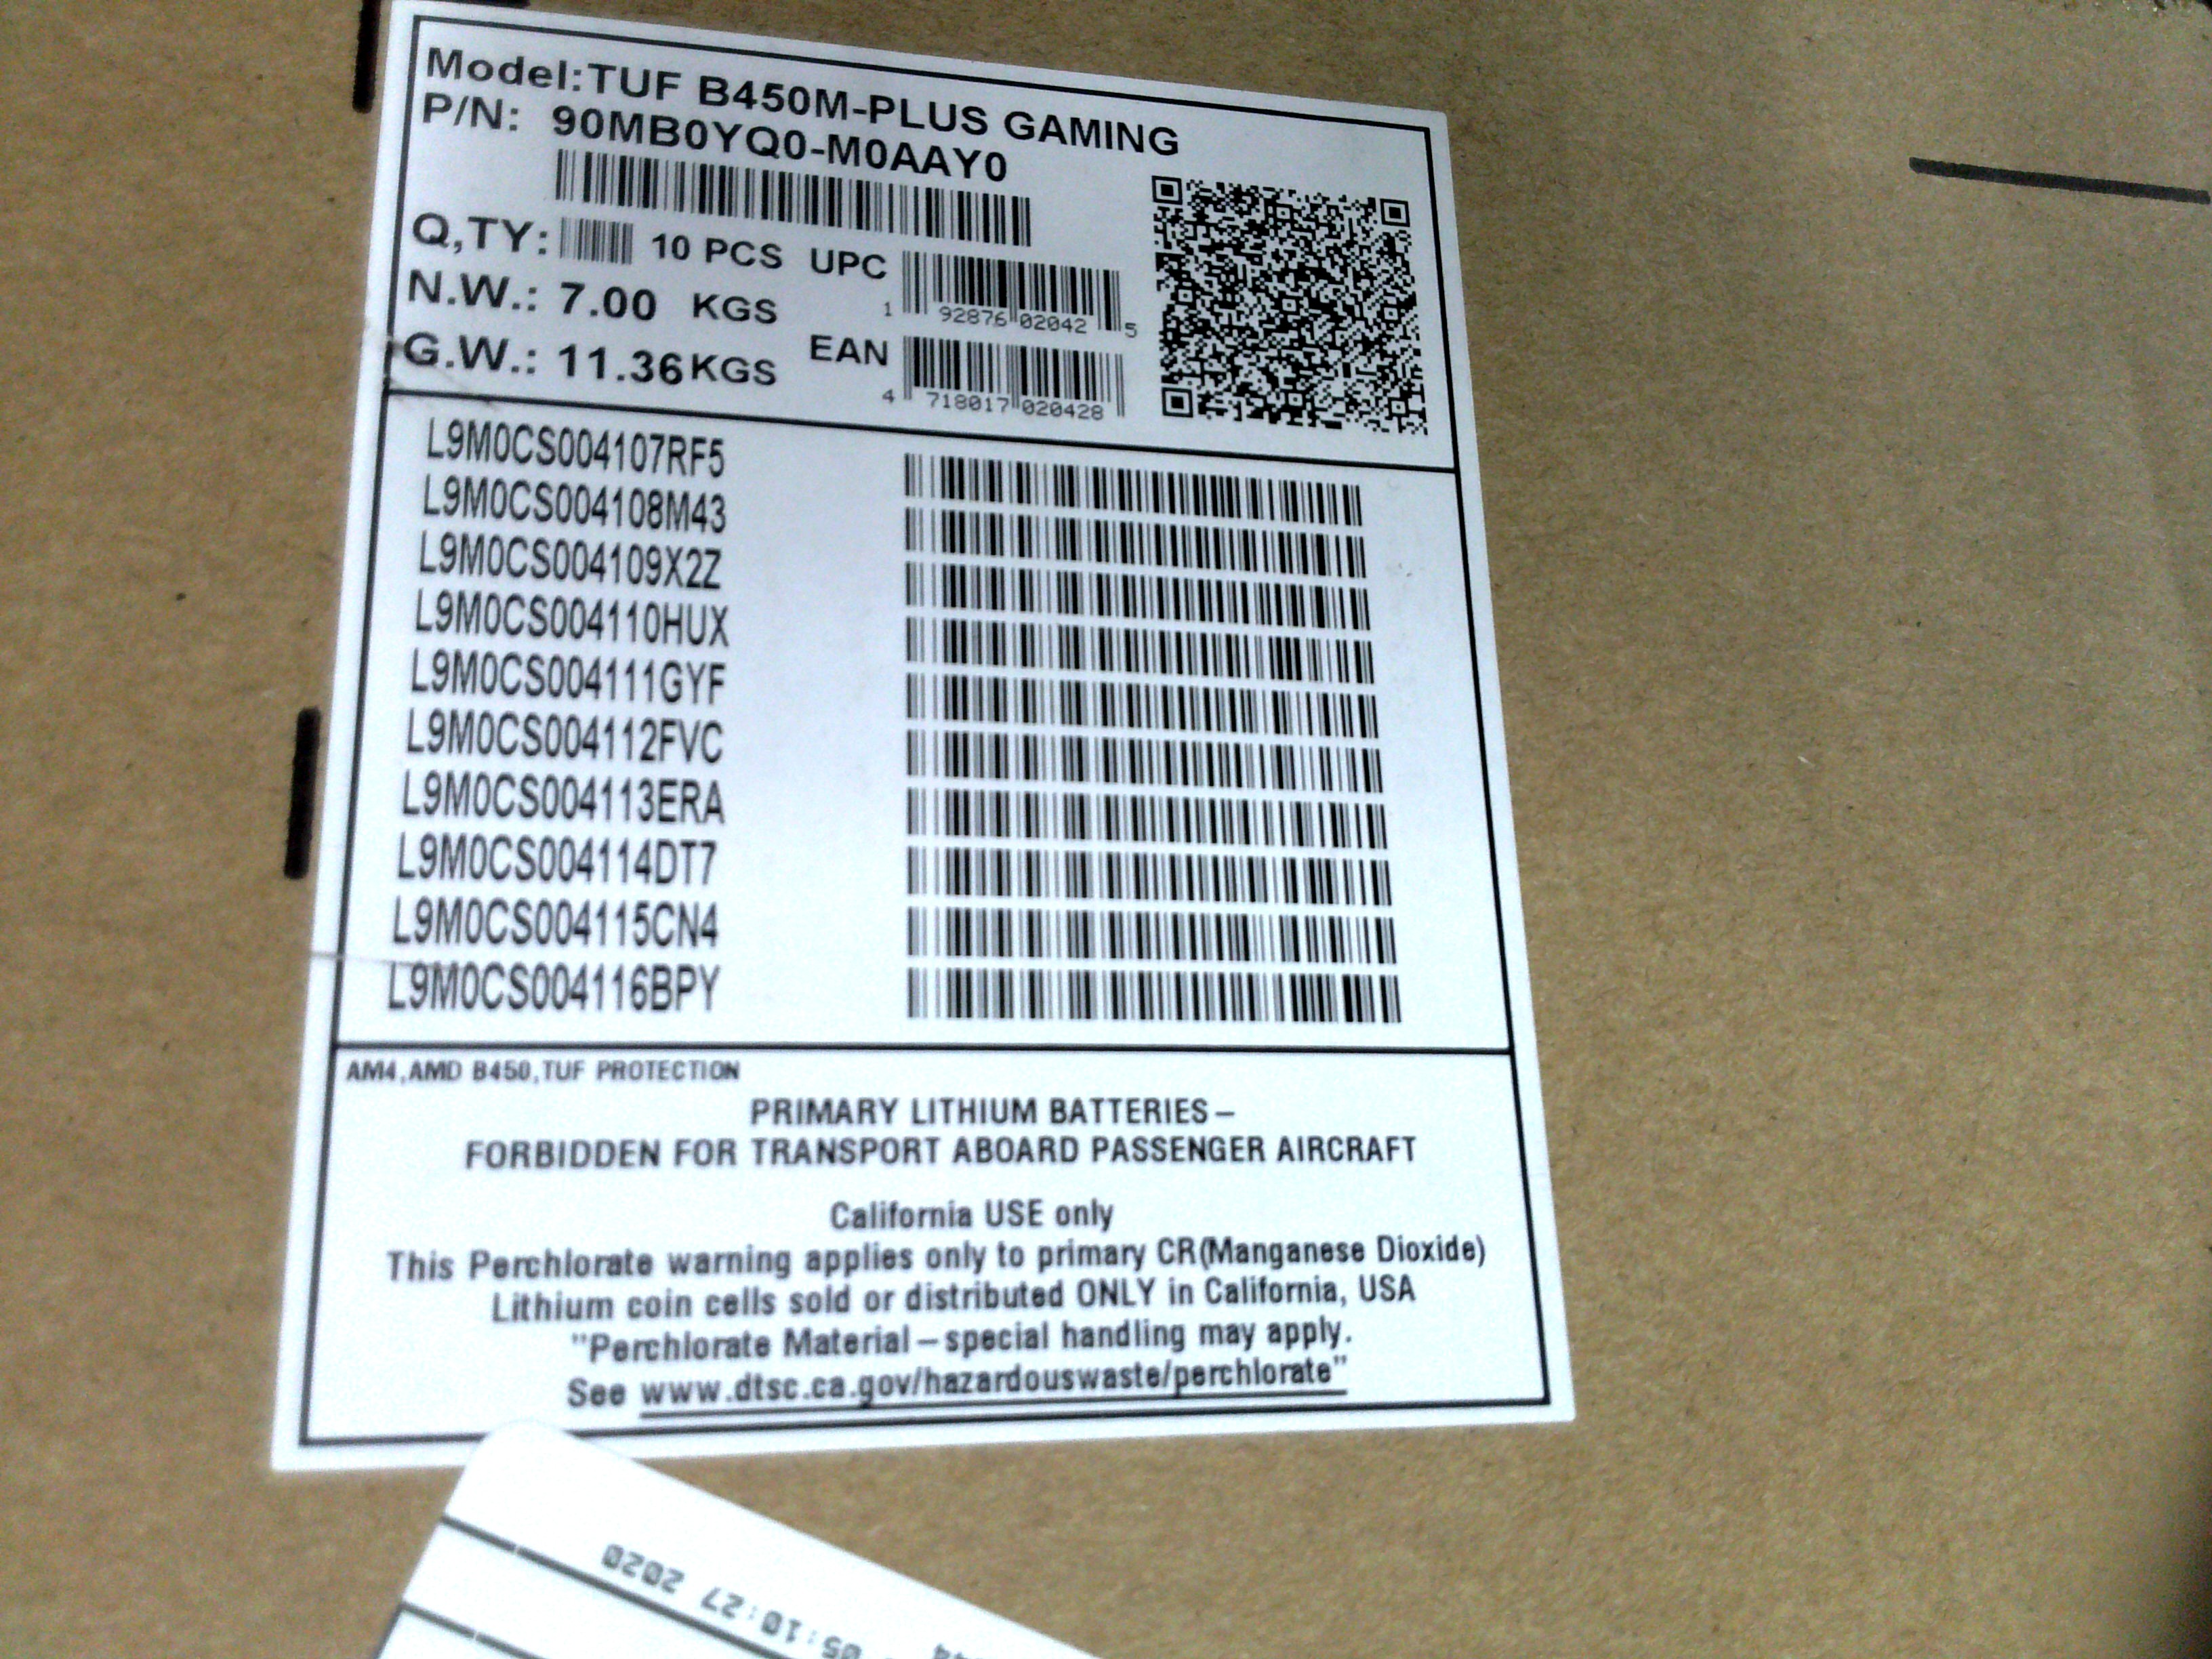 Model:TUF B450M-PLUS GAMING
P/N: 90MB0YQ0-M0AAY0
Q,TY: 10 PCS UPC
1 92876 02042 5
N.W.: 7.00 KGS
G.W.: 11.36KGS EAN
4 718017 020428
L9M0CS004107RF5
L9M0CS004108M43
L9M0CS004109X2Z
L9M0CS004110HUX
L9M0CS004111GYF
L9M0CS004112FVC
L9M0CS004113ERA
L9M0CS004114DT7
L9M0CS004115CN4
L9M0CS004116BPY
AM4,AMD B450,TUF PROTECTION
PRIMARY LITHIUM BATTERIES–
FORBIDDEN FOR TRANSPORT ABOARD PASSENGER AIRCRAFT
California USE only
This Perchlorate warning applies only to primary CR(Manganese Dioxide)
Lithium coin cells sold or distributed ONLY in California, USA
"Perchlorate Material – special handling may apply.
See www.dtsc.ca.gov/hazardouswaste/perchlorate"
05:10:27 2020